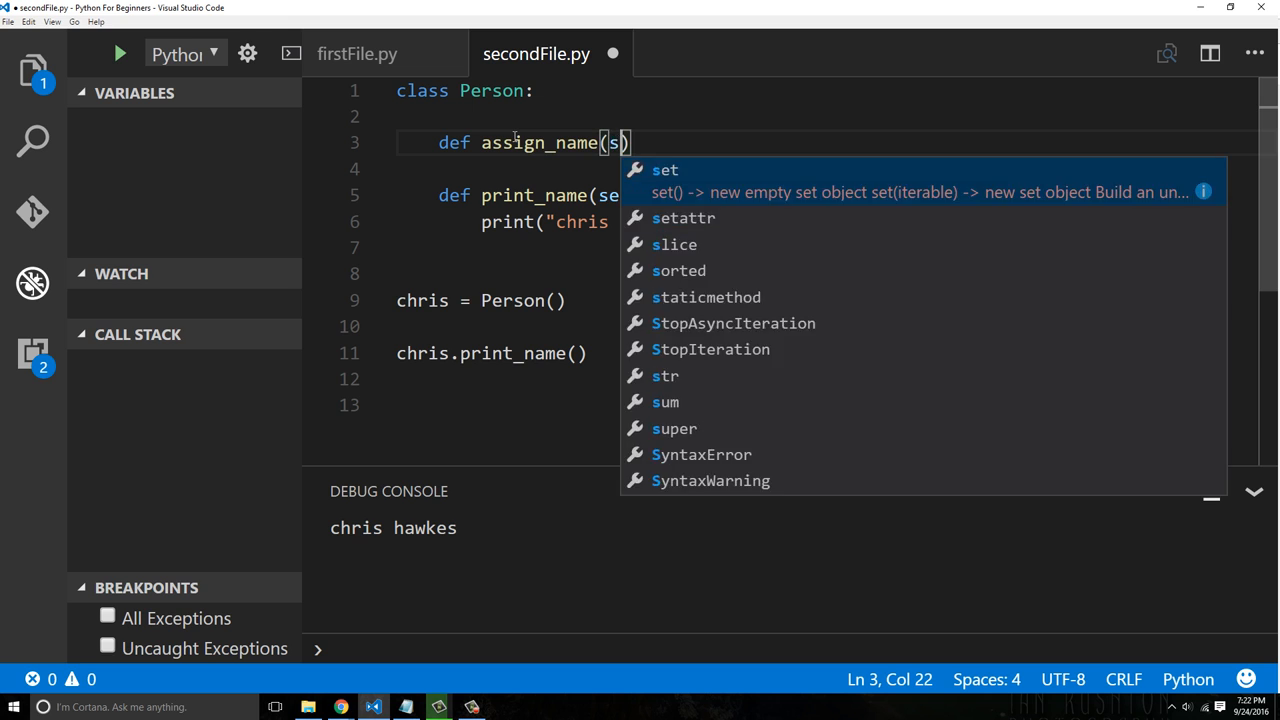 ● secondFile.py - Python For Beginners - Visual Studio Code
File Edit View Go Help
Pythor
firstFile.py
secondFile.py
1
2
VARIABLES
WATCH
CALL STACK
BREAKPOINTS
All Exceptions
Uncaught Exceptions
1 class Person:
2
3 def assign_name(s)
4
5 def print_name(se
6 print("chris
7
8
9 chris = Person()
10
11 chris.print_name()
12
13
set
set() -> new empty set object set(iterable) -> new set object Build an un...
setattr
slice
sorted
staticmethod
StopAsyncIteration
StopIteration
str
sum
super
SyntaxError
SyntaxWarning
DEBUG CONSOLE
chris hawkes
0 0
Ln 3, Col 22 Spaces: 4 UTF-8 CRLF Python
I'm Cortana. Ask me anything.
7:22 PM
9/24/2016